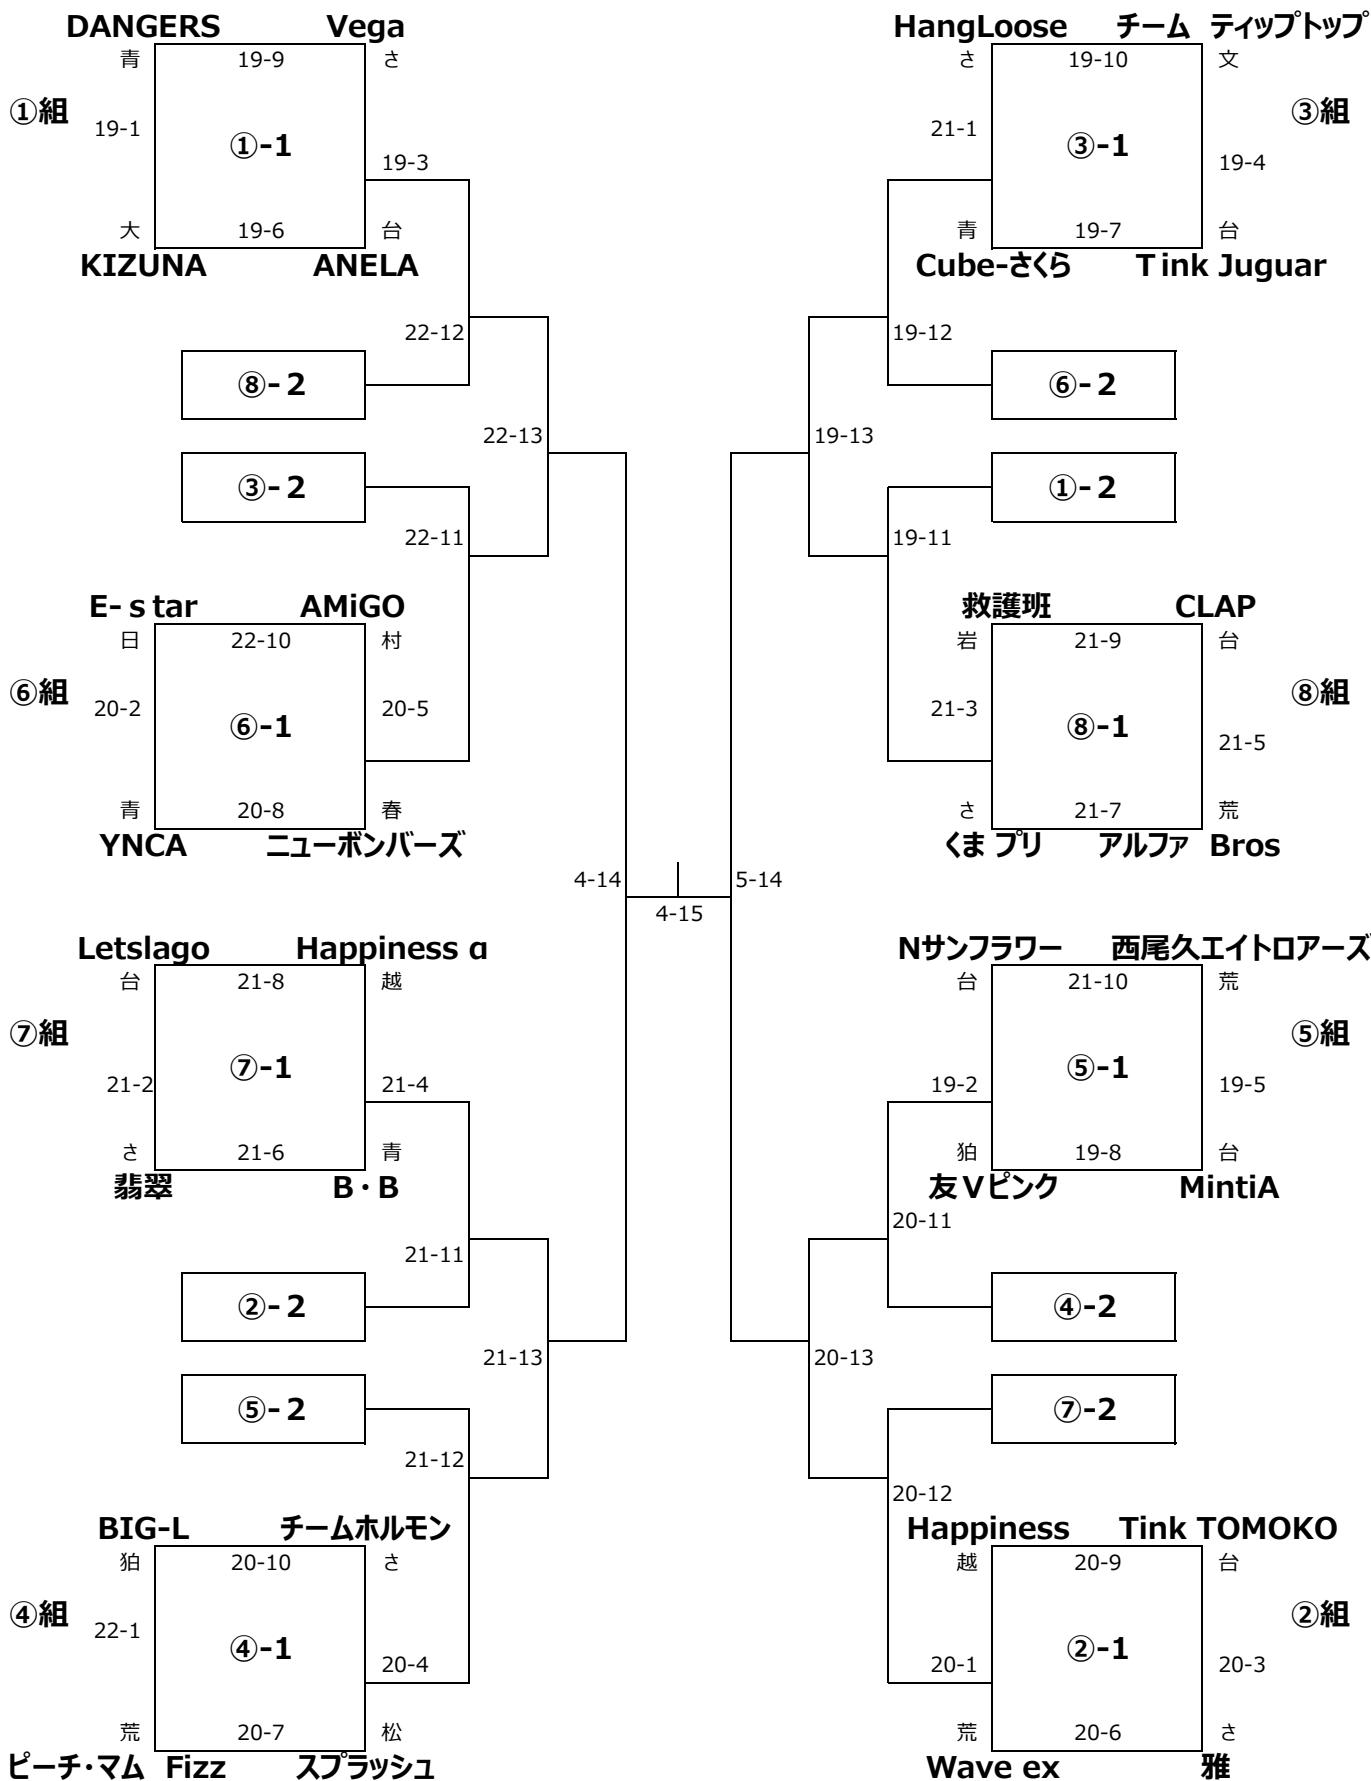 DANGERS Vega
青 19-9 さ
①組 19-1 ①-1 19-3
大 19-6 台
KIZUNA ANELA
22-12
⑧-2
22-13
③-2
22-11
E-star AMiGO
日 22-10 村
⑥組 20-2 ⑥-1 20-5
青 20-8 春
YNCA ニューボンバーズ
HangLoose チーム ティップトップ
さ 19-10 文
21-1 ③-1 19-4 ③組
青 19-7 台
Cube-さくら Tink Juguar
19-12
⑥-2
19-13
①-2
19-11
救護班 CLAP
岩 21-9 台
21-3 ⑧-1 21-5 ⑧組
さ 21-7 荒
くまプリ アルファ Bros
4-14 5-14
4-15
Letslago Happiness α
台 21-8 越
⑦組 21-2 ⑦-1 21-4
さ 21-6 青
翡翠 B・B
21-11
②-2
21-13
⑤-2
21-12
BIG-L チームホルモン
狛 20-10 さ
④組 22-1 ④-1 20-4
荒 20-7 松
ピーチ・マム Fizz スプラッシュ
Nサンフラワー 西尾久エイトロアーズ
台 21-10 荒
19-2 ⑤-1 19-5 ⑤組
狛 19-8 台
友Vピンク MintiA
20-11
④-2
20-13
⑦-2
20-12
Happiness Tink TOMOKO
越 20-9 台
20-1 ②-1 20-3 ②組
荒 20-6 さ
Wave ex 雅